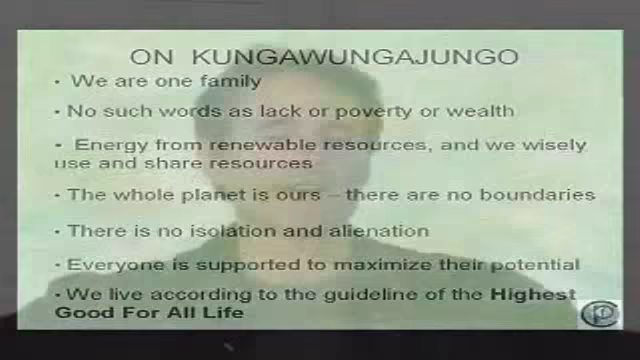 ON KUNGAWUNGAJUNGO
• We are one family
• No such words as lack or poverty or wealth
• Energy from renewable resources, and we wisely
use and share resources
• The whole planet is ours – there are no boundaries
• There is no isolation and alienation
• Everyone is supported to maximize their potential
• We live according to the guideline of the Highest
Good For All Life